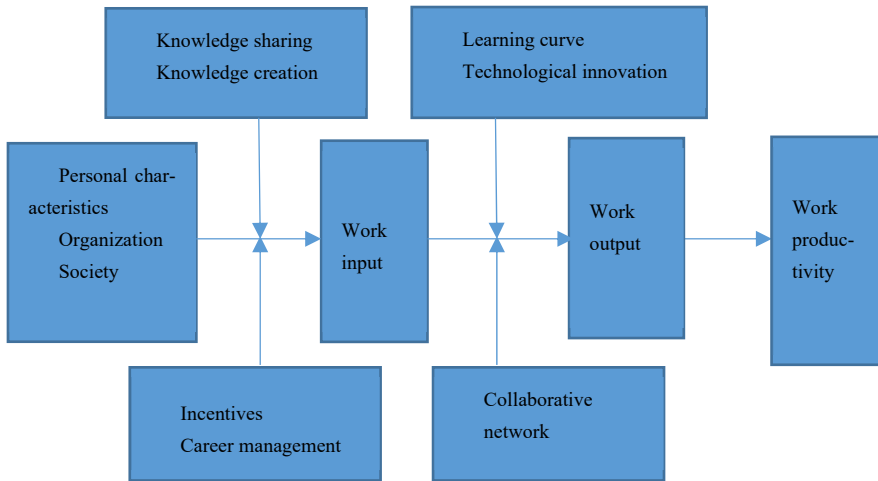 Knowledge sharing
Knowledge creation
Learning curve
Technological innovation
Personal char-
acteristics
Organization
Society
Work
input
Work
output
Work
produc-
tivity
Incentives
Career management
Collaborative
network